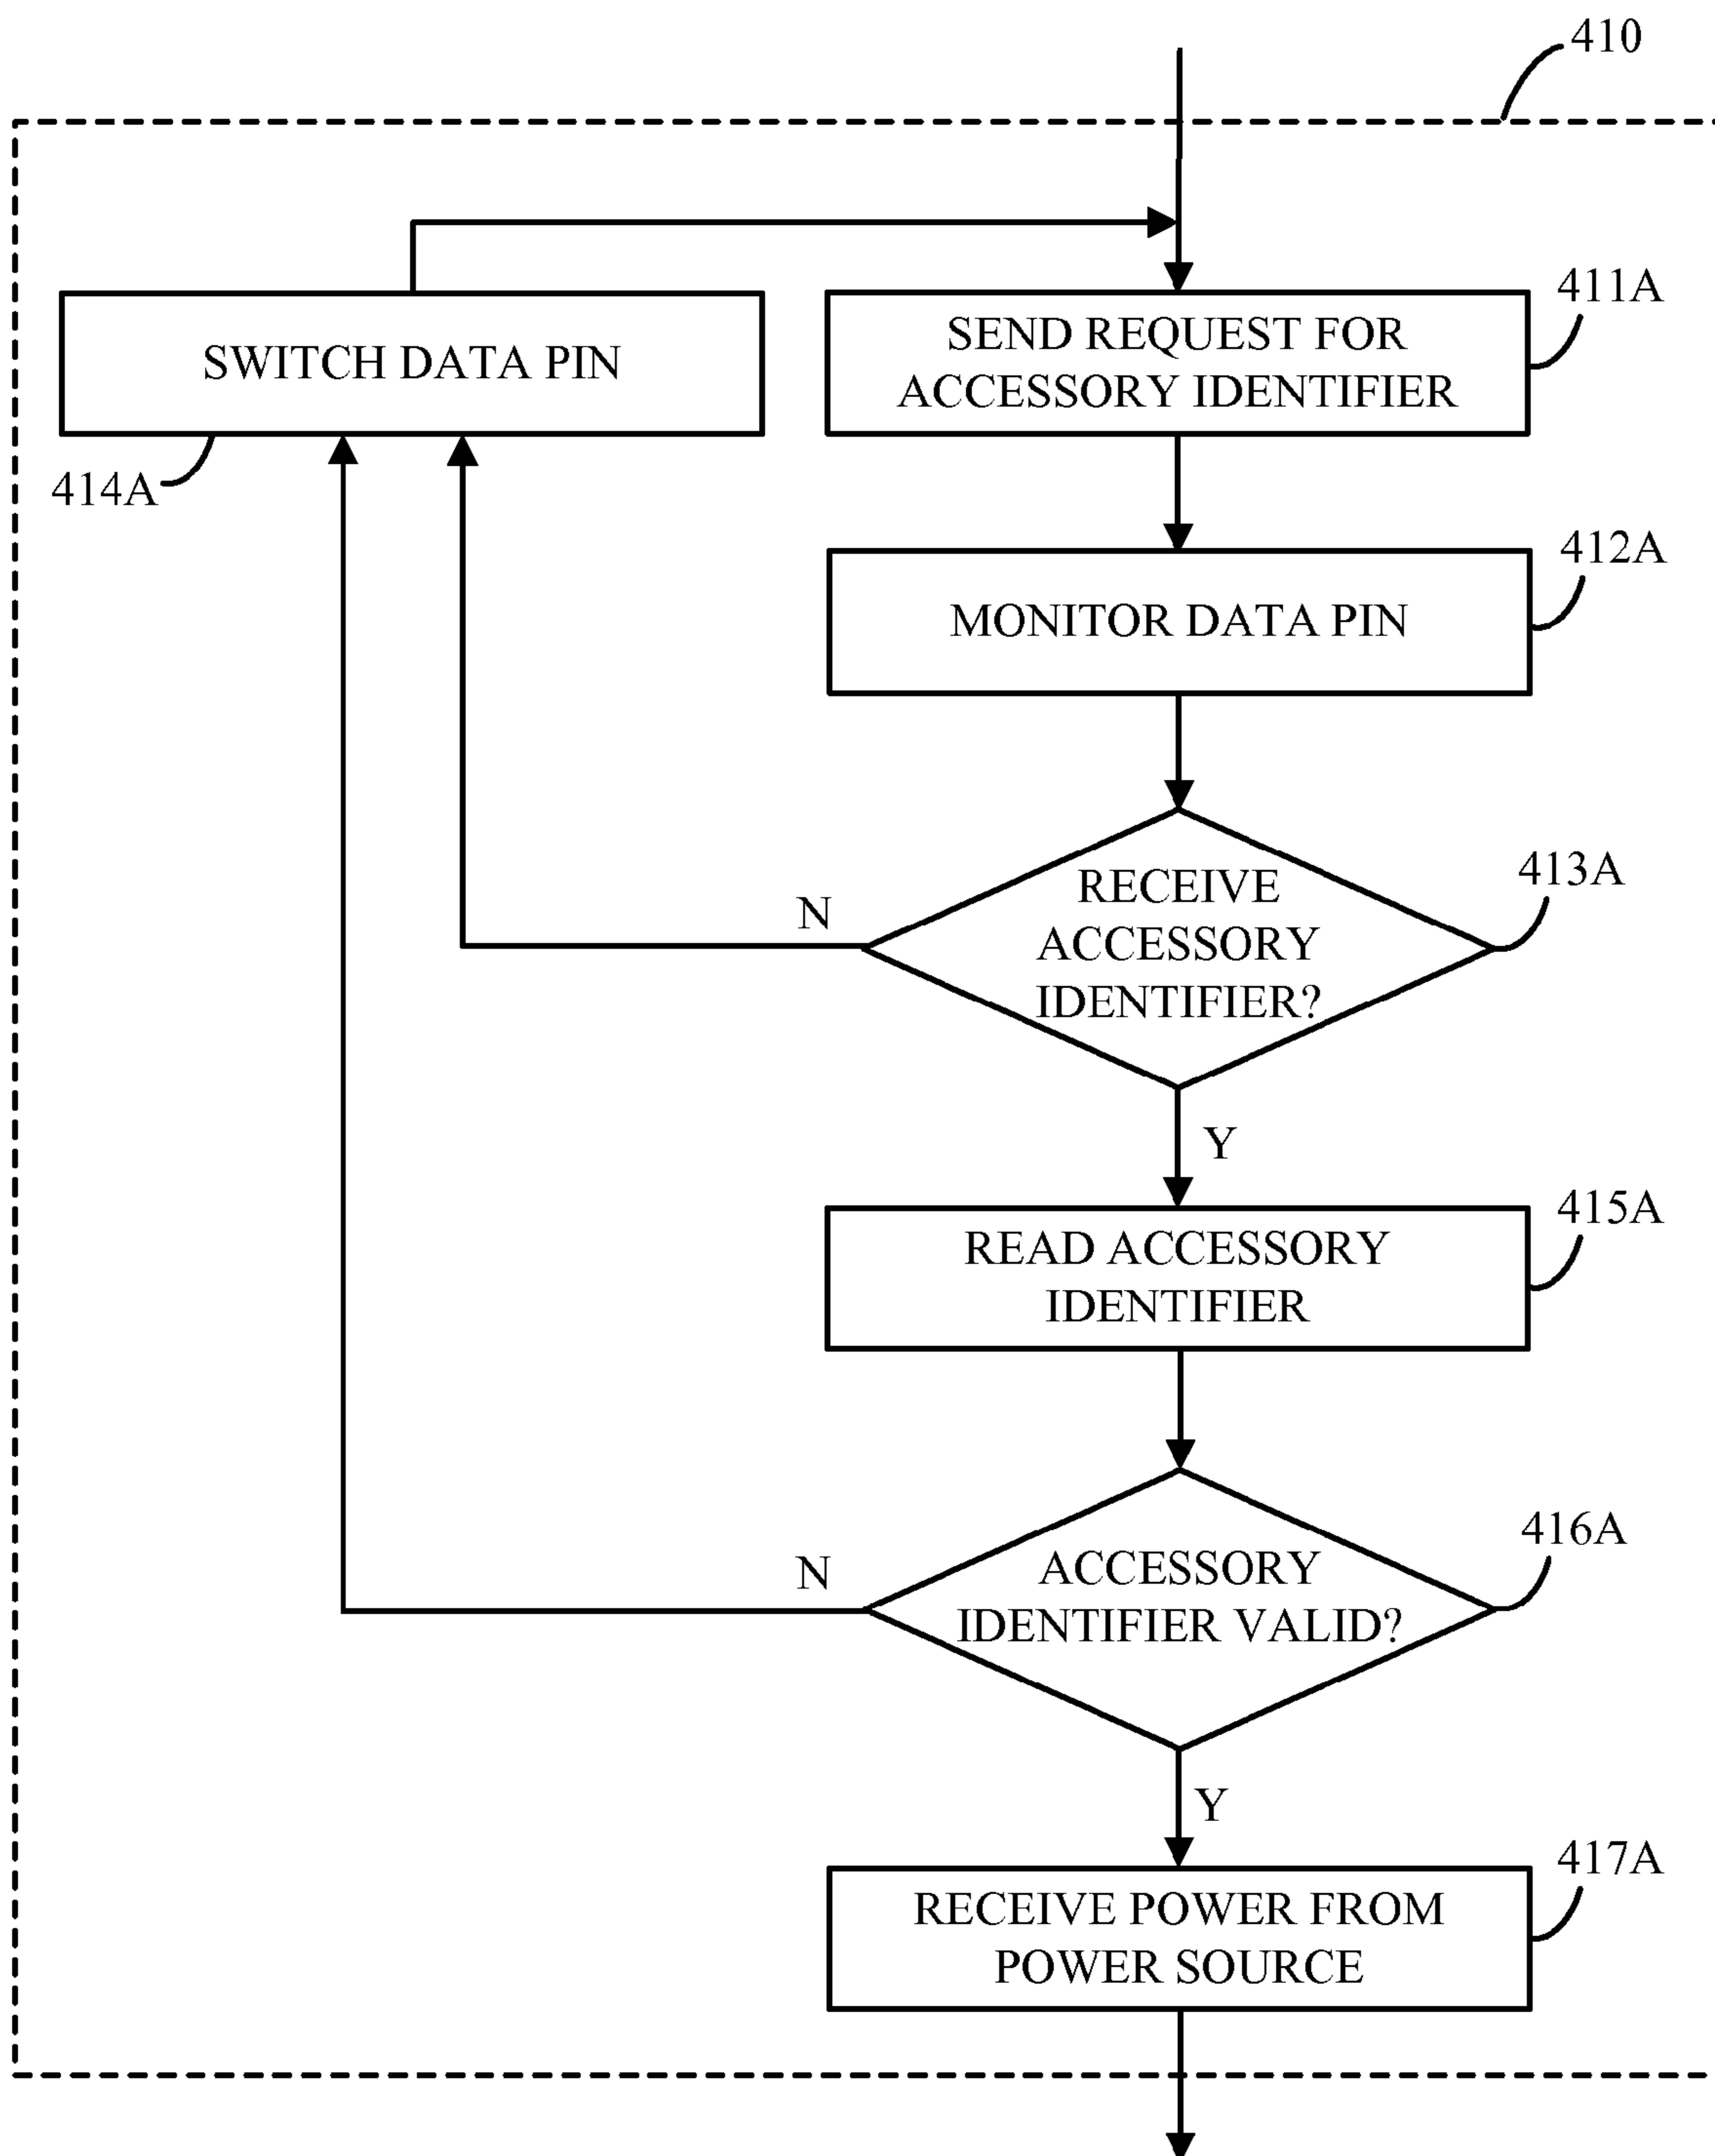 410
411A
SEND REQUEST FOR
ACCESSORY IDENTIFIER
SWITCH DATA PIN
414A
412A
MONITOR DATA PIN
413A
RECEIVE
ACCESSORY
IDENTIFIER?
N
Y
415A
READ ACCESSORY
IDENTIFIER
416A
ACCESSORY
IDENTIFIER VALID?
N
Y
417A
RECEIVE POWER FROM
POWER SOURCE